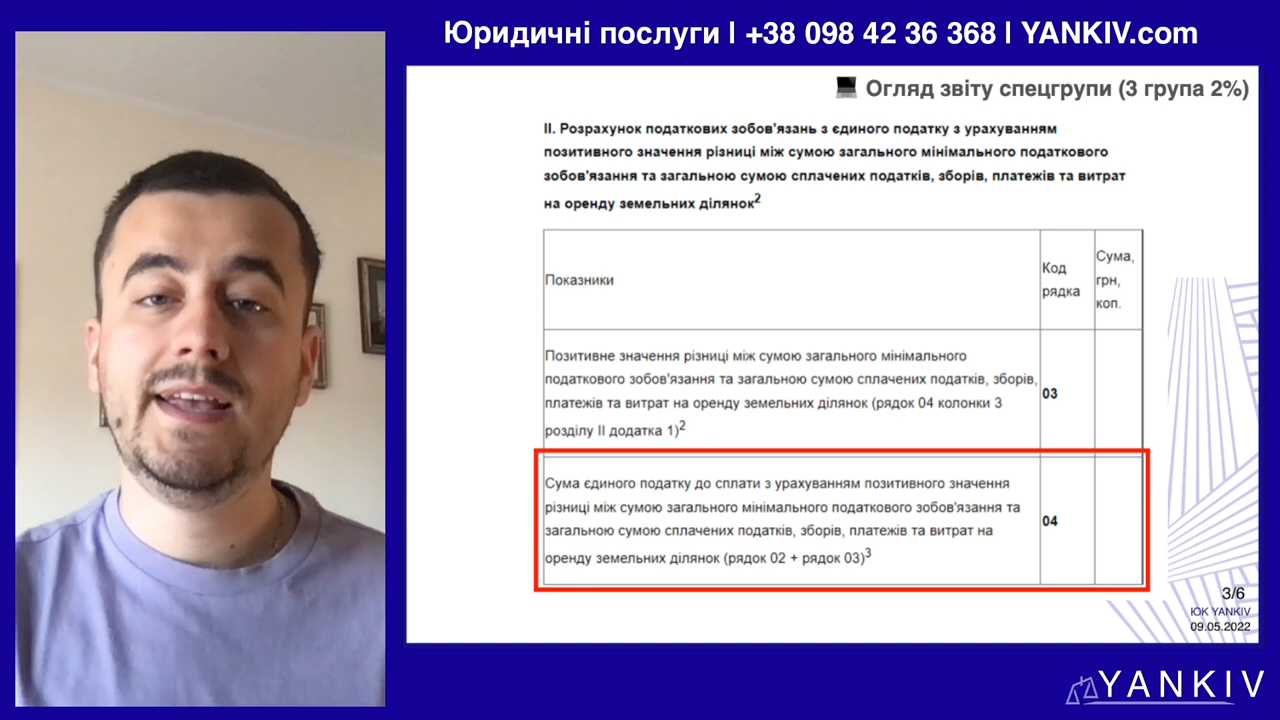 Юридичні послуги | +38 098 42 36 368 | YANKIV.com
Огляд звіту спецгрупи (3 група 2%)
ІІ. Розрахунок податкових зобов'язань з єдиного податку з урахуванням
позитивного значення різниці між сумою загального мінімального податкового
зобов'язання та загальною сумою сплачених податків, зборів, платежів та витрат
на оренду земельних ділянок²
Показники
Код
рядка
Сума,
грн,
коп.
Позитивне значення різниці між сумою загального мінімального
податкового зобов'язання та загальною сумою сплачених податків, зборів,
платежів та витрат на оренду земельних ділянок (рядок 04 колонки 3
розділу ІІ додатка 1)²
03
Сума єдиного податку до сплати з урахуванням позитивного значення
різниці між сумою загального мінімального податкового зобов'язання та
загальною сумою сплачених податків, зборів, платежів та витрат на
оренду земельних ділянок (рядок 02 + рядок 03)³
04
3/6
ЮК YANKIV
09.05.2022
YANKIV